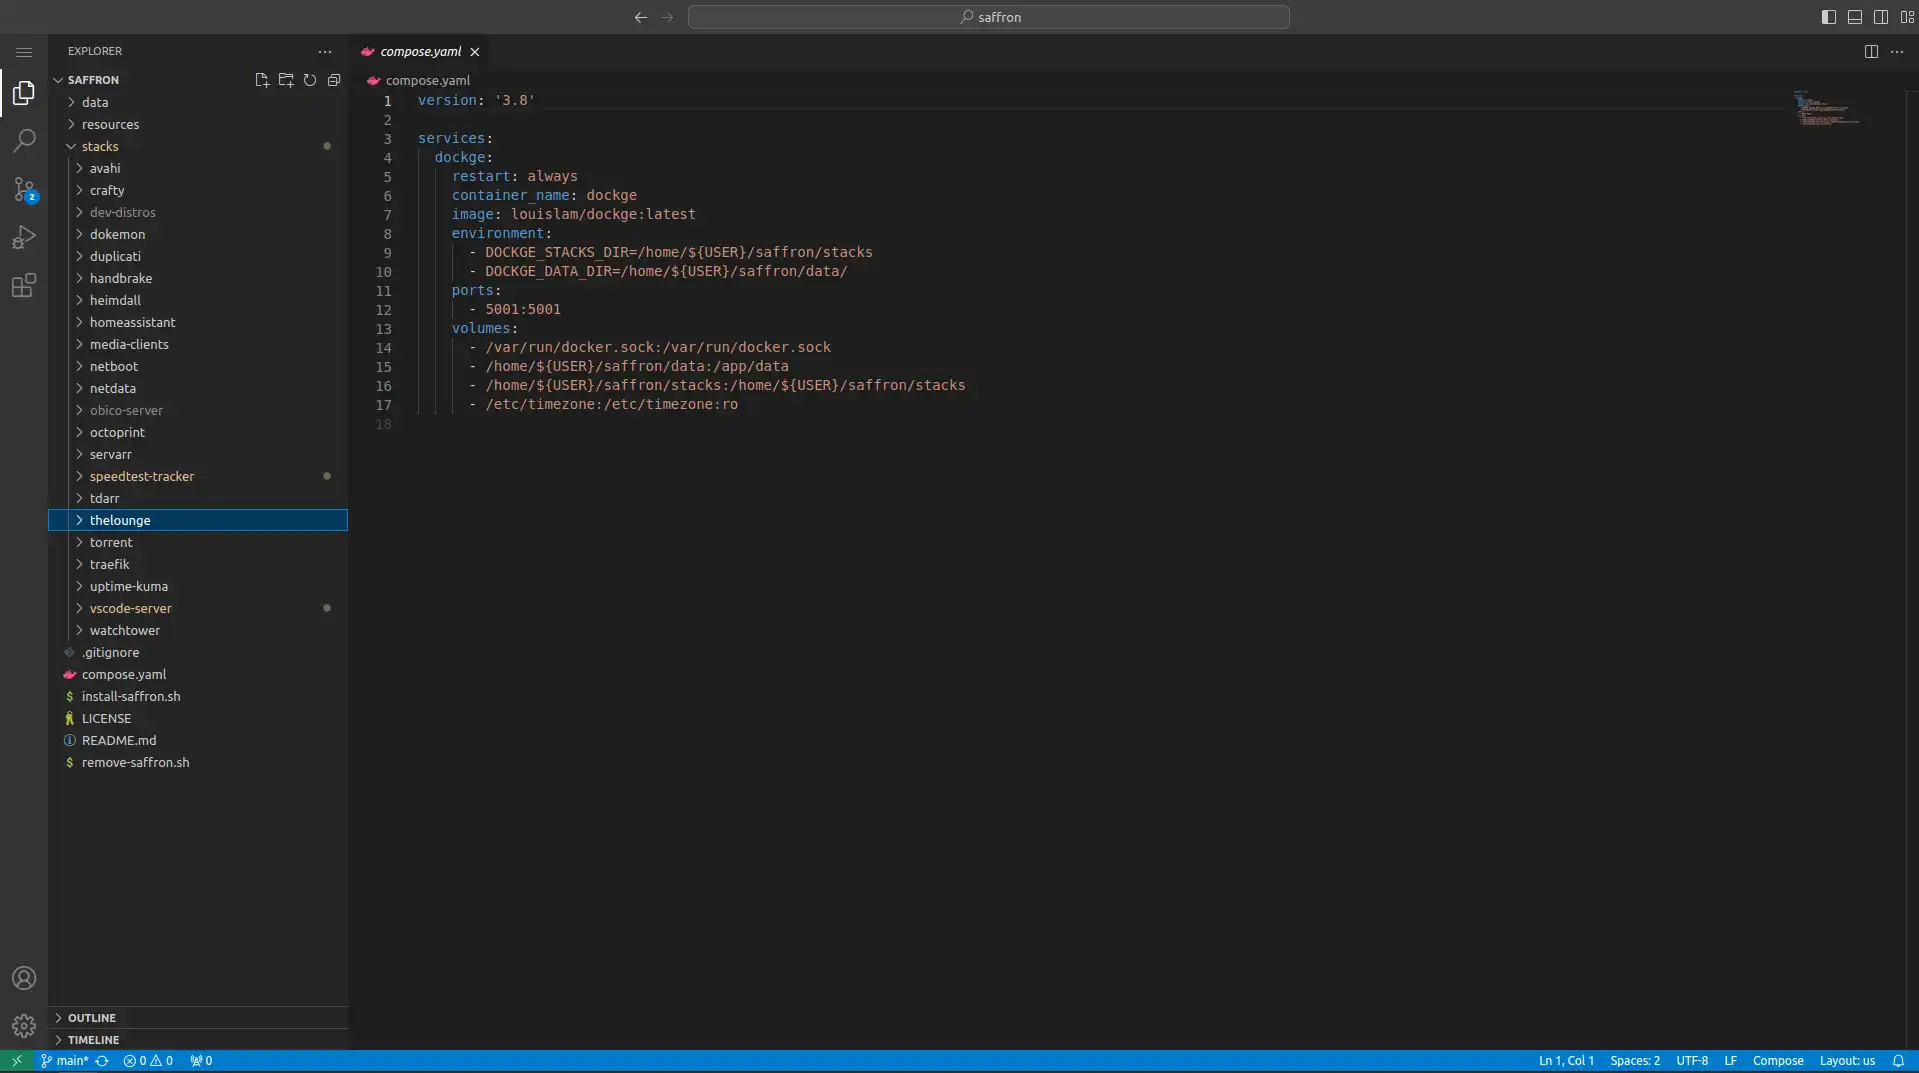 saffron
EXPLORER
SAFFRON
data
resources
stacks
avahi
crafty
dev-distros
dokemon
duplicati
handbrake
heimdall
homeassistant
media-clients
netboot
netdata
obico-server
octoprint
servarr
speedtest-tracker
tdarr
thelounge
torrent
traefik
uptime-kuma
vscode-server
watchtower
.gitignore
compose.yaml
install-saffron.sh
LICENSE
README.md
remove-saffron.sh
OUTLINE
TIMELINE
2
compose.yaml
compose.yaml
1 version: '3.8'
2
3 services:
4 dockge:
5 restart: always
6 container_name: dockge
7 image: louislam/dockge:latest
8 environment:
9 - DOCKGE_STACKS_DIR=/home/${USER}/saffron/stacks
10 - DOCKGE_DATA_DIR=/home/${USER}/saffron/data/
11 ports:
12 - 5001:5001
13 volumes:
14 - /var/run/docker.sock:/var/run/docker.sock
15 - /home/${USER}/saffron/data:/app/data
16 - /home/${USER}/saffron/stacks:/home/${USER}/saffron/stacks
17 - /etc/timezone:/etc/timezone:ro
18
main* 0 0 0 Ln 1, Col 1 Spaces: 2 UTF-8 LF Compose Layout: us